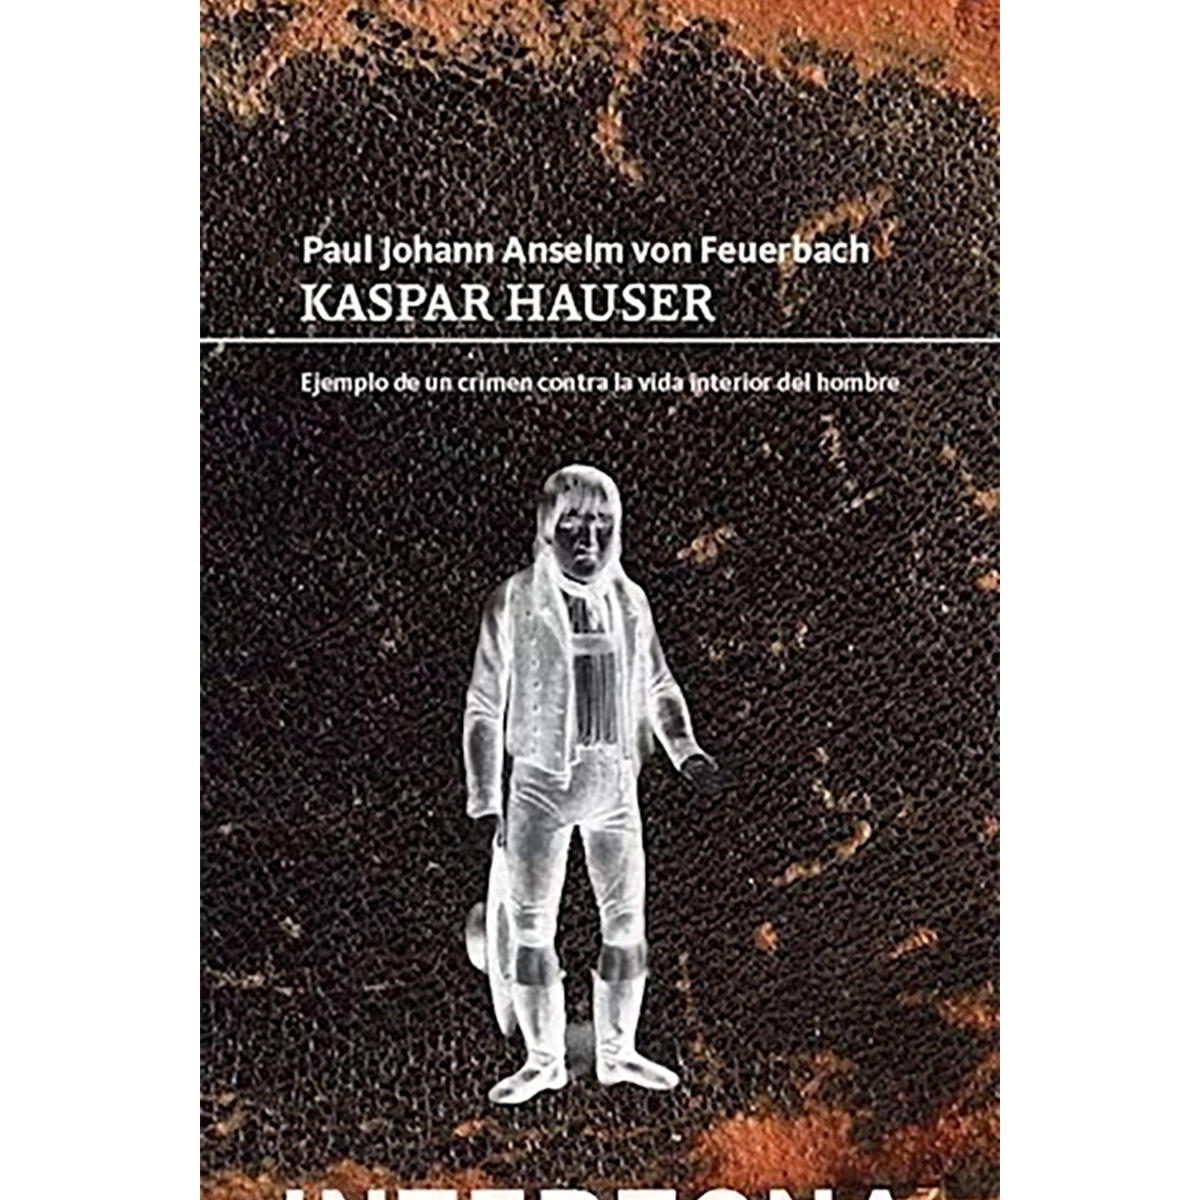 Paul Johann Anselm von Feuerbach
KASPAR HAUSER
Ejemplo de un crimen contra la vida interior del hombre